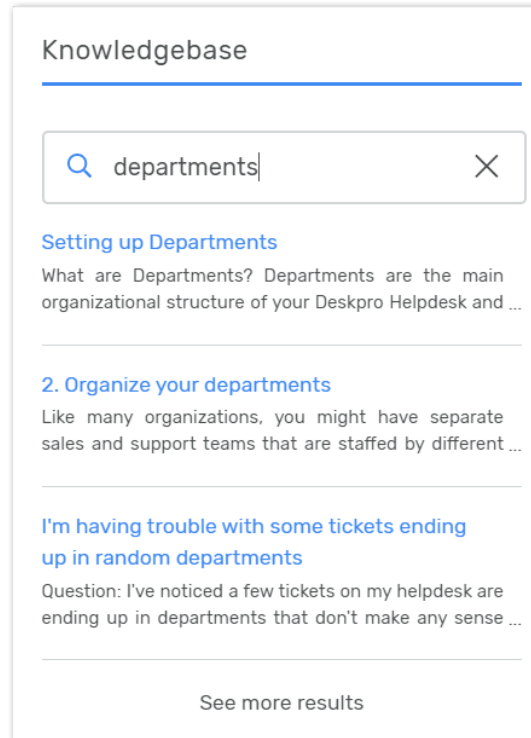 Knowledgebase
departments
Setting up Departments
What are Departments? Departments are the main
organizational structure of your Deskpro Helpdesk and ...
2. Organize your departments
Like many organizations, you might have separate
sales and support teams that are staffed by different ...
I'm having trouble with some tickets ending
up in random departments
Question: I've noticed a few tickets on my helpdesk are
ending up in departments that don't make any sense ...
See more results